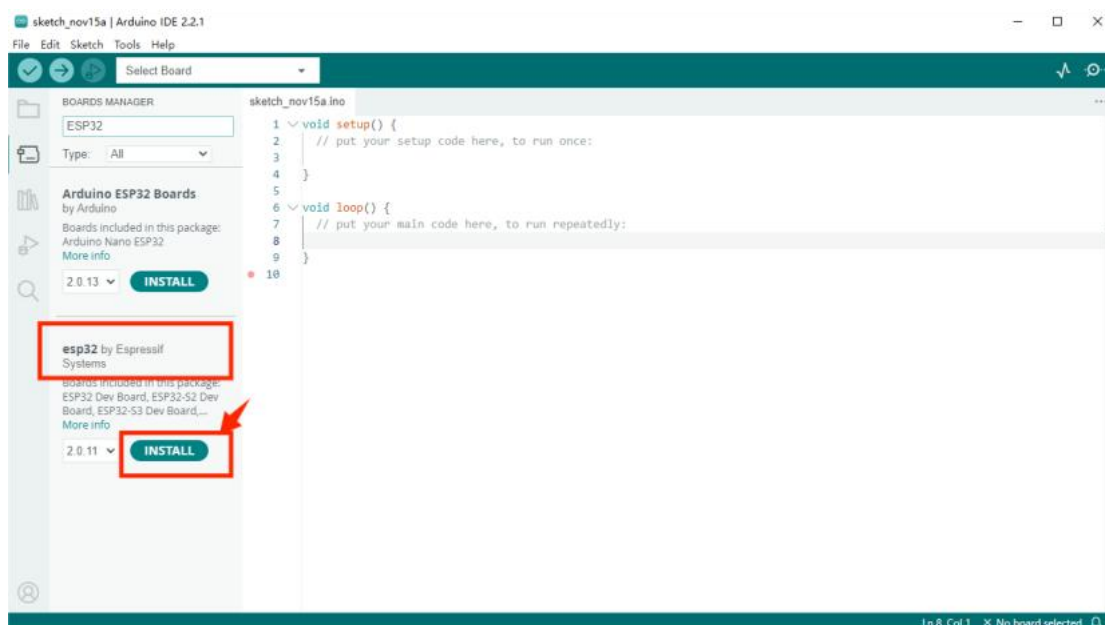 sketch_nov15a | Arduino IDE 2.2.1
File Edit Sketch Tools Help
Select Board
BOARDS MANAGER
ESP32
Type: All
Arduino ESP32 Boards
by Arduino
Boards included in this package:
Arduino Nano ESP32
More info
2.0.13 INSTALL
esp32 by Espressif
Systems
Boards included in this package:
ESP32 Dev Board, ESP32-S2 Dev
Board, ESP32-S3 Dev Board,...
More info
2.0.11 INSTALL
sketch_nov15a.ino
1 void setup() {
2 // put your setup code here, to run once:
3
4 }
5
6 void loop() {
7 // put your main code here, to run repeatedly:
8
9 }
10
Ln 8, Col 1 × No board selected